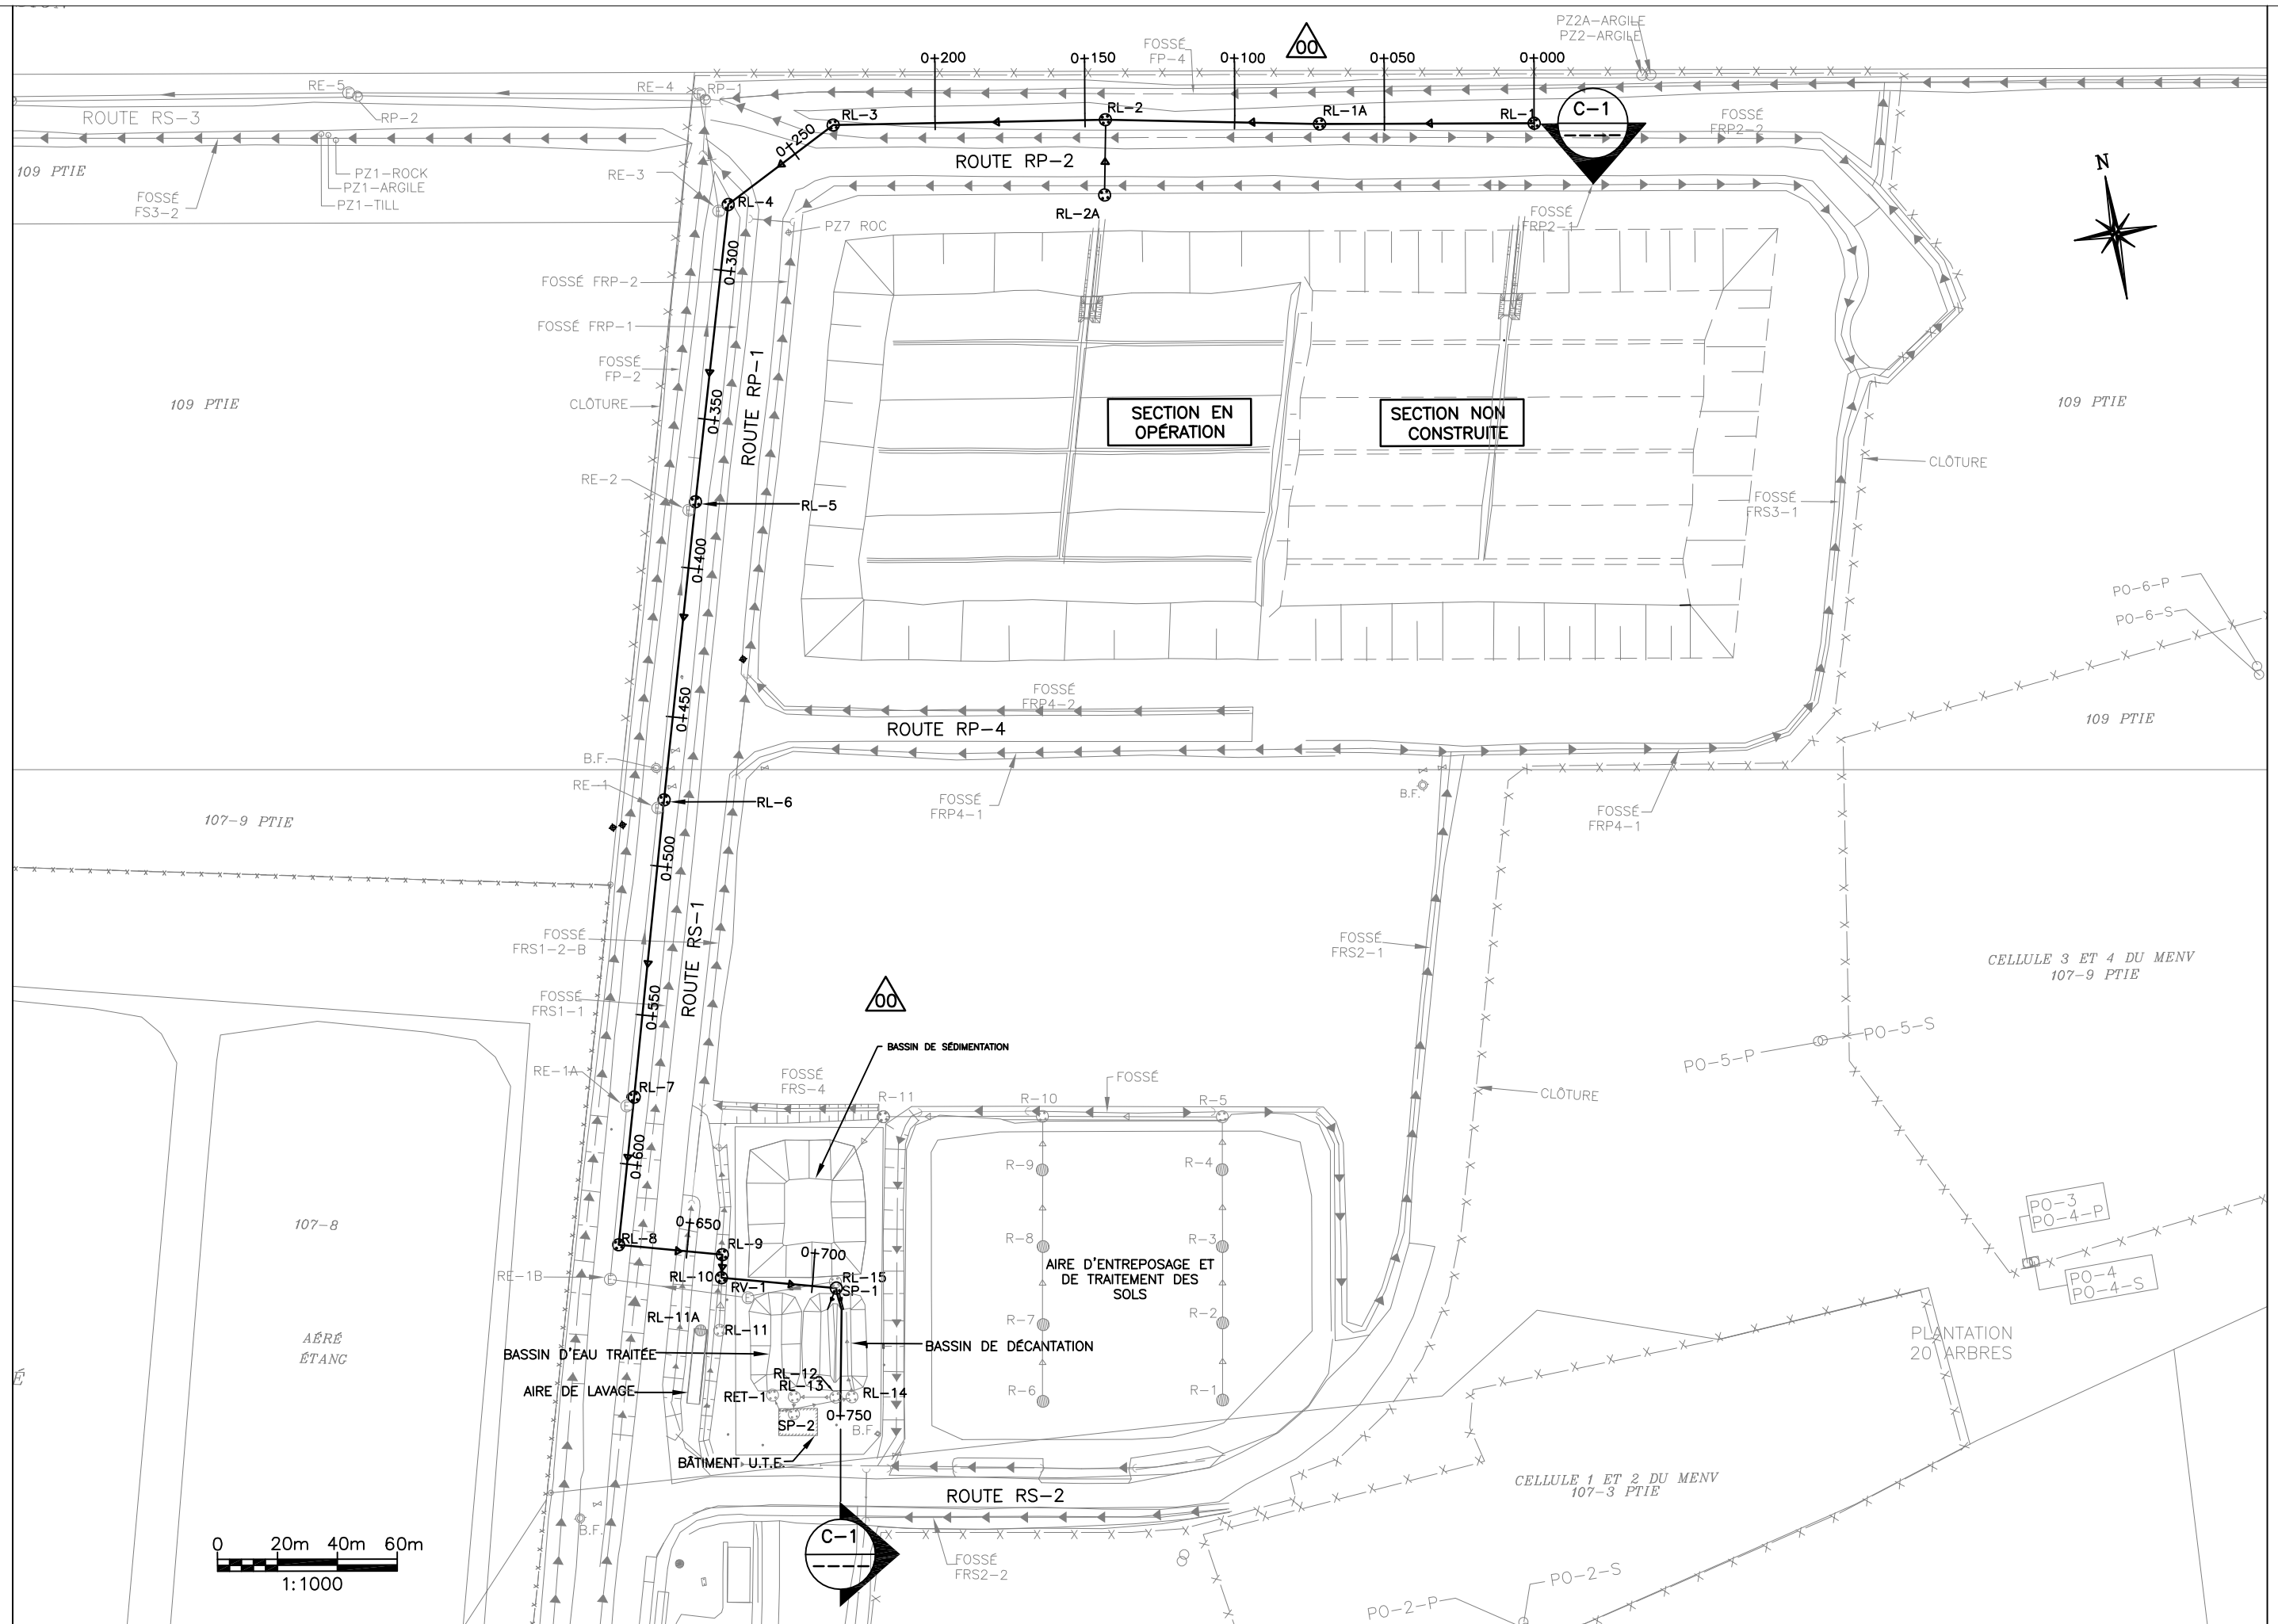 PZ2A-ARGILE
PZ2-ARGILE
00
FOSSÉ
FP-4
0+200
0+150
0+100
0+050
0+000
RE-5
RE-4
RP-1
RP-2
ROUTE RS-3
RL-3
RL-2
RL-1A
RL-1
C-1
FOSSÉ
FRP2-2
0+250
ROUTE RP-2
N
109 PTIE
PZ1-ROCK
PZ1-ARGILE
PZ1-TILL
FOSSÉ
FS3-2
RE-3
RL-4
RL-2A
PZ7 ROC
FOSSÉ
FRP2-1
0+300
FOSSÉ FRP-2
FOSSÉ FRP-1
FOSSÉ
FP-2
CLÔTURE
ROUTE RP-1
0+350
109 PTIE
SECTION EN
OPÉRATION
SECTION NON
CONSTRUITE
109 PTIE
CLÔTURE
RE-2
RL-5
FOSSÉ
FRS3-1
0+400
PO-6-P
PO-6-S
0+450
FOSSÉ
FRP4-2
ROUTE RP-4
109 PTIE
B.F.
RE-1
RL-6
FOSSÉ
FRP4-1
B.F.
FOSSÉ
FRP4-1
107-9 PTIE
0+500
FOSSÉ
FRS1-2-B
ROUTE RS-1
FOSSÉ
FRS2-1
CELLULE 3 ET 4 DU MENV
107-9 PTIE
FOSSÉ
FRS1-1
0+550
00
BASSIN DE SÉDIMENTATION
PO-5-S
PO-5-P
RE-1A
RL-7
FOSSÉ
FRS-4
R-11
R-10
FOSSÉ
R-5
CLÔTURE
0+600
R-9
R-4
107-8
0+650
RL-8
RL-9
0+700
R-8
R-3
PO-3
PO-4-P
PO-4
PO-4-S
AIRE D'ENTREPOSAGE ET
DE TRAITEMENT DES
SOLS
RE-1B
RL-10
RV-1
RL-15
SP-1
RL-11A
RL-11
R-7
R-2
AÉRÉ
ÉTANG
BASSIN D'EAU TRAITÉE
BASSIN DE DÉCANTATION
PLANTATION
20 ARBRES
É
AIRE DE LAVAGE
RL-12
RL-13
RET-1
RL-14
R-6
R-1
0+750
SP-2
B.F.
BÂTIMENT U.T.E.
CELLULE 1 ET 2 DU MENV
107-3 PTIE
ROUTE RS-2
B.F.
C-1
0 20m 40m 60m
1:1000
FOSSÉ
FRS2-2
PO-2-S
PO-2-P